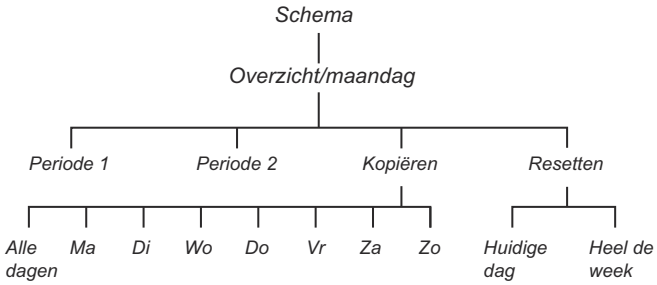 Schema
Overzicht/maandag
Periode 1 Periode 2 Kopiëren Resetten
Alle dagen Ma Di Wo Do Vr Za Zo Huidige dag Heel de week